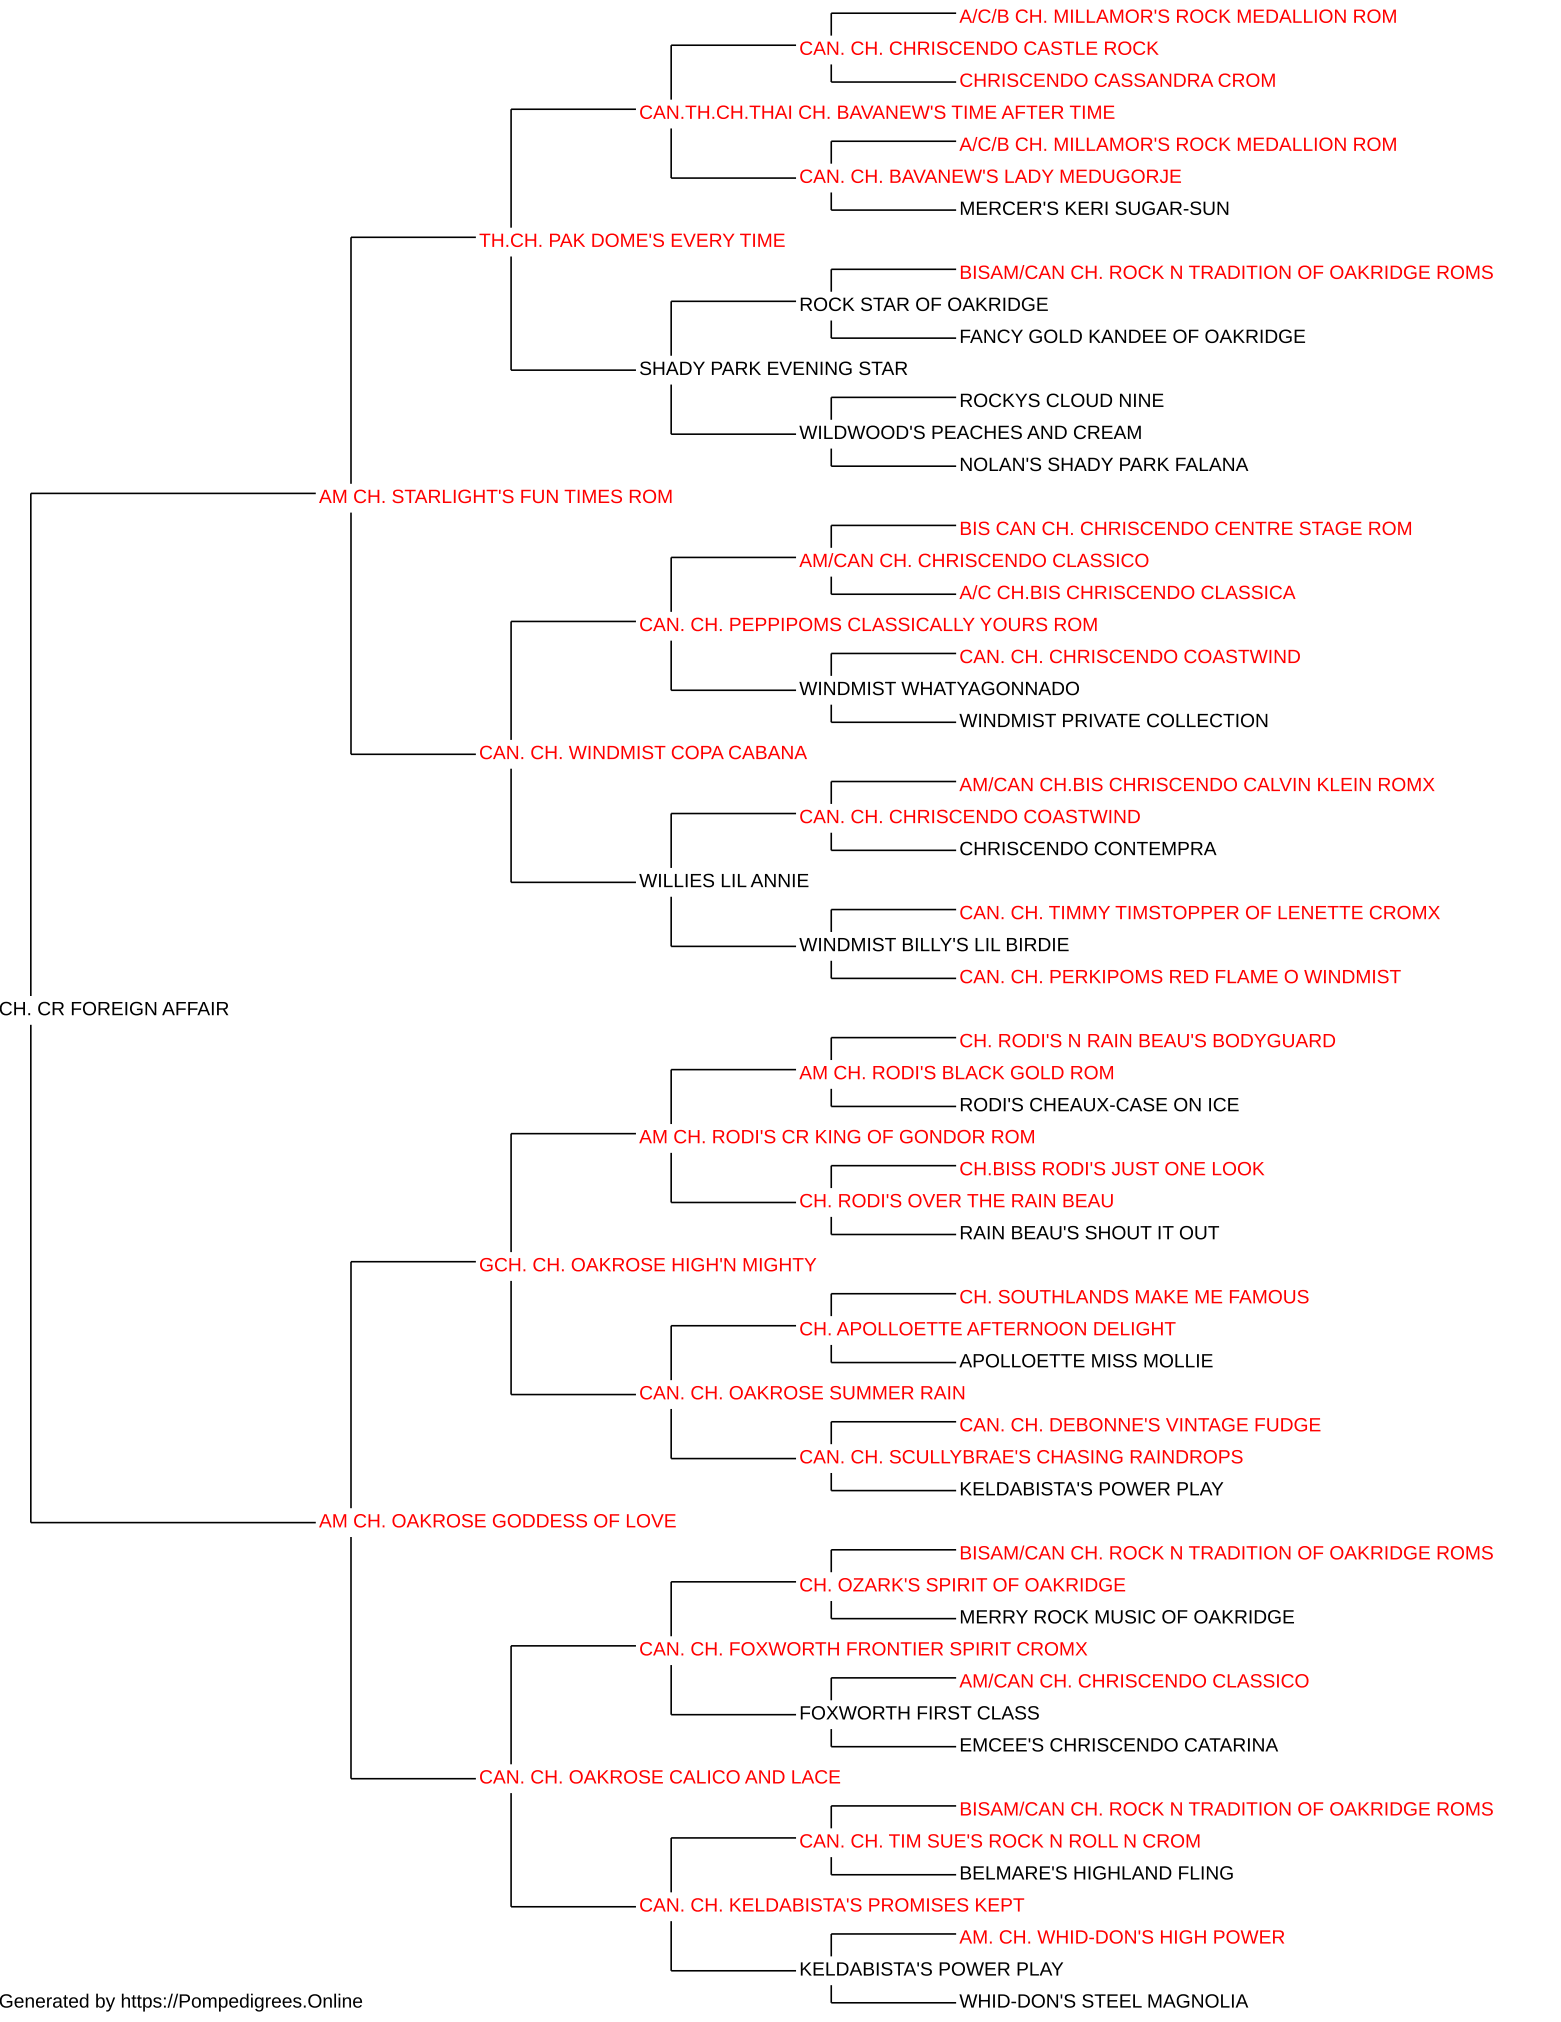 A/C/B CH. MILLAMOR'S ROCK MEDALLION ROM
CAN. CH. CHRISCENDO CASTLE ROCK
CHRISCENDO CASSANDRA CROM
CAN.TH.CH.THAI CH. BAVANEW'S TIME AFTER TIME
A/C/B CH. MILLAMOR'S ROCK MEDALLION ROM
CAN. CH. BAVANEW'S LADY MEDUGORJE
MERCER'S KERI SUGAR-SUN
TH.CH. PAK DOME'S EVERY TIME
BISAM/CAN CH. ROCK N TRADITION OF OAKRIDGE ROMS
ROCK STAR OF OAKRIDGE
FANCY GOLD KANDEE OF OAKRIDGE
SHADY PARK EVENING STAR
ROCKYS CLOUD NINE
WILDWOOD'S PEACHES AND CREAM
NOLAN'S SHADY PARK FALANA
AM CH. STARLIGHT'S FUN TIMES ROM
BIS CAN CH. CHRISCENDO CENTRE STAGE ROM
AM/CAN CH. CHRISCENDO CLASSICO
A/C CH.BIS CHRISCENDO CLASSICA
CAN. CH. PEPPIPOMS CLASSICALLY YOURS ROM
CAN. CH. CHRISCENDO COASTWIND
WINDMIST WHATYAGONNADO
WINDMIST PRIVATE COLLECTION
CAN. CH. WINDMIST COPA CABANA
AM/CAN CH.BIS CHRISCENDO CALVIN KLEIN ROMX
CAN. CH. CHRISCENDO COASTWIND
CHRISCENDO CONTEMPRA
WILLIES LIL ANNIE
CAN. CH. TIMMY TIMSTOPPER OF LENETTE CROMX
WINDMIST BILLY'S LIL BIRDIE
CAN. CH. PERKIPOMS RED FLAME O WINDMIST
CH. CR FOREIGN AFFAIR
CH. RODI'S N RAIN BEAU'S BODYGUARD
AM CH. RODI'S BLACK GOLD ROM
RODI'S CHEAUX-CASE ON ICE
AM CH. RODI'S CR KING OF GONDOR ROM
CH.BISS RODI'S JUST ONE LOOK
CH. RODI'S OVER THE RAIN BEAU
RAIN BEAU'S SHOUT IT OUT
GCH. CH. OAKROSE HIGH'N MIGHTY
CH. SOUTHLANDS MAKE ME FAMOUS
CH. APOLLOETTE AFTERNOON DELIGHT
APOLLOETTE MISS MOLLIE
CAN. CH. OAKROSE SUMMER RAIN
CAN. CH. DEBONNE'S VINTAGE FUDGE
CAN. CH. SCULLYBRAE'S CHASING RAINDROPS
KELDABISTA'S POWER PLAY
AM CH. OAKROSE GODDESS OF LOVE
BISAM/CAN CH. ROCK N TRADITION OF OAKRIDGE ROMS
CH. OZARK'S SPIRIT OF OAKRIDGE
MERRY ROCK MUSIC OF OAKRIDGE
CAN. CH. FOXWORTH FRONTIER SPIRIT CROMX
AM/CAN CH. CHRISCENDO CLASSICO
FOXWORTH FIRST CLASS
EMCEE'S CHRISCENDO CATARINA
CAN. CH. OAKROSE CALICO AND LACE
BISAM/CAN CH. ROCK N TRADITION OF OAKRIDGE ROMS
CAN. CH. TIM SUE'S ROCK N ROLL N CROM
BELMARE'S HIGHLAND FLING
CAN. CH. KELDABISTA'S PROMISES KEPT
AM. CH. WHID-DON'S HIGH POWER
KELDABISTA'S POWER PLAY
WHID-DON'S STEEL MAGNOLIA
Generated by https://Pompedigrees.Online